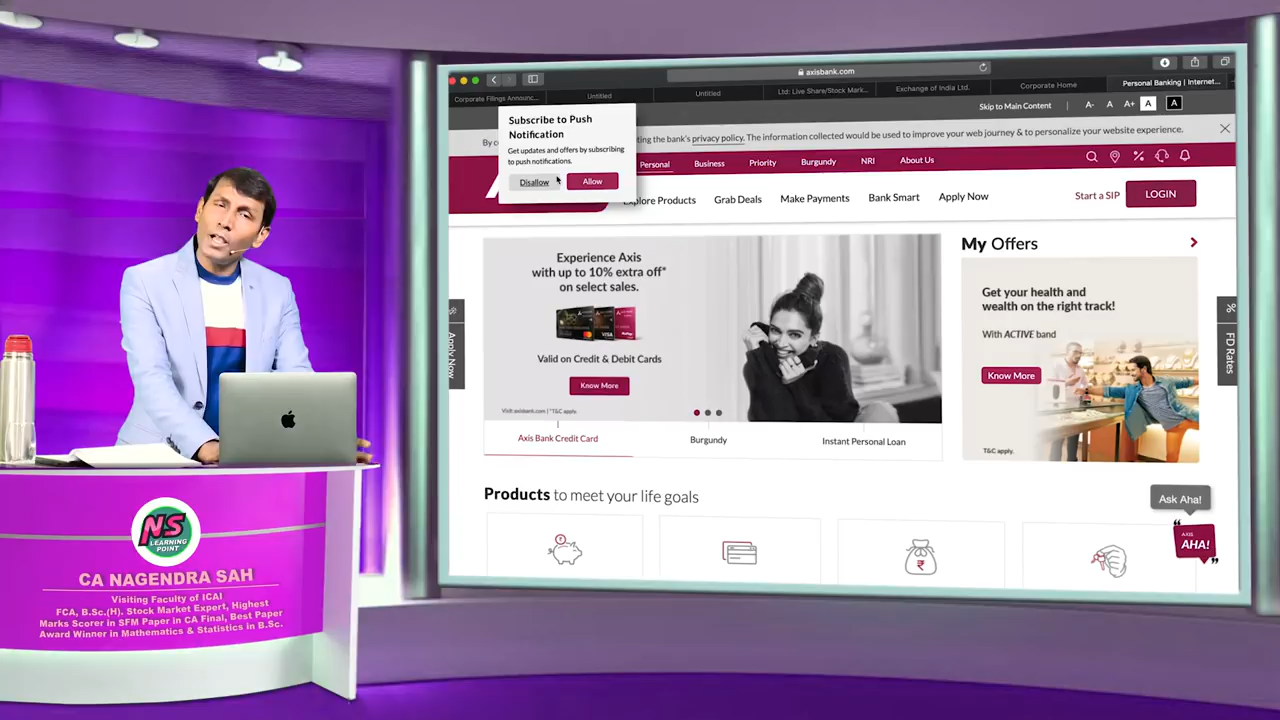 axisbank.com
Corporate Filings Announc...
Untitled
Untitled
Ltd: Live Share/Stock Mark...
Exchange of India Ltd.
Corporate Home
Personal Banking | Internet...
Skip to Main Content | A- A A+ A A
Subscribe to Push
Notification
Get updates and offers by subscribing
to push notifications.
Disallow
Allow
By co
ting the bank's privacy policy. The information collected would be used to improve your web journey & to personalize your website experience.
Personal Business Priority Burgundy NRI About Us
Explore Products Grab Deals Make Payments Bank Smart Apply Now
Start a SIP LOGIN
Experience Axis
with up to 10% extra off*
on select sales.
VISA
Valid on Credit & Debit Cards
Know More
Visit axisbank.com | *T&C apply.
Axis Bank Credit Card
Burgundy
Instant Personal Loan
My Offers
Get your health and
wealth on the right track!
With ACTIVE band
Know More
T&C apply.
Apply Now
% FD Rates
Products to meet your life goals
Ask Aha!
AXIS
AHA!
NS
LEARNING
POINT
CA NAGENDRA SAH
Visiting Faculty of ICAI
FCA, B.Sc.(H). Stock Market Expert, Highest
Marks Scorer in SFM Paper in CA Final, Best Paper
Award Winner in Mathematics & Statistics in B.Sc.